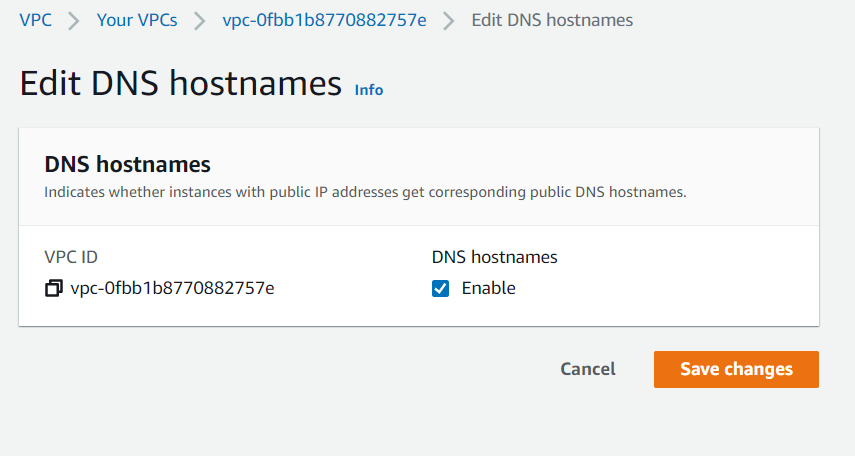 VPC > Your VPCs > vpc-0fbb1b8770882757e > Edit DNS hostnames
Edit DNS hostnames Info
DNS hostnames
Indicates whether instances with public IP addresses get corresponding public DNS hostnames.
VPC ID DNS hostnames
vpc-0fbb1b8770882757e Enable
Cancel Save changes